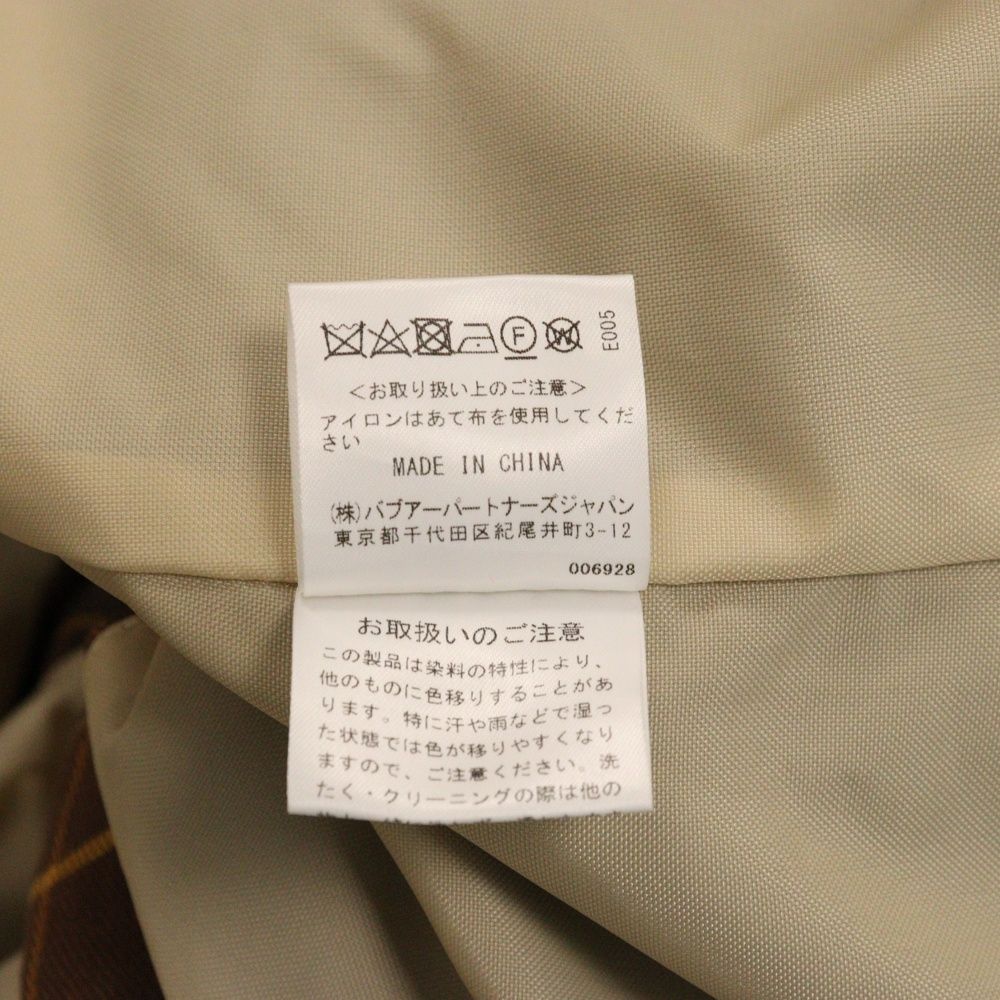 F W E005
<お取り扱い上のご注意>
アイロンはあて布を使用してくだ
さい
MADE IN CHINA
(株)バブアーパートナーズジャパン
東京都千代田区紀尾井町3-12
006928
お取扱いのご注意
この製品は染料の特性により、
他のものに色移りすることがあ
ります。特に汗や雨などで湿っ
た状態では色が移りやすくなり
ますので、ご注意ください。洗
たく・クリーニングの際は他の